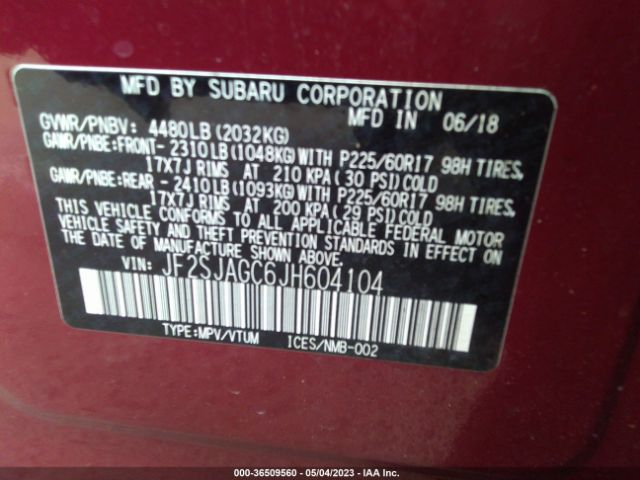 MFD BY SUBARU CORPORATION
MFD IN 06/18
GVWR/PNBV: 4480LB(2032KG)
GAWR/PNBE:FRONT- 2310LB(1048KG)WITH P225/60R17 98H TIRES,
17X7J RIMS AT 210 KPA(30 PSI)COLD
GAWR/PNBE:REAR - 2410LB(1093KG)WITH P225/60R17 98H TIRES,
17X7J RIMS AT 200 KPA(29 PSI)COLD
THIS VEHICLE CONFORMS TO ALL APPLICABLE FEDERAL MOTOR
VEHICLE SAFETY AND THEFT PREVENTION STANDARDS IN EFFECT ON
THE DATE OF MANUFACTURE SHOWN ABOVE.
VIN: JF2SJAGC6JH604104
TYPE:MPV/VTUM ICES/NMB-002
000-36509560 - 05/04/2023 - IAA Inc.